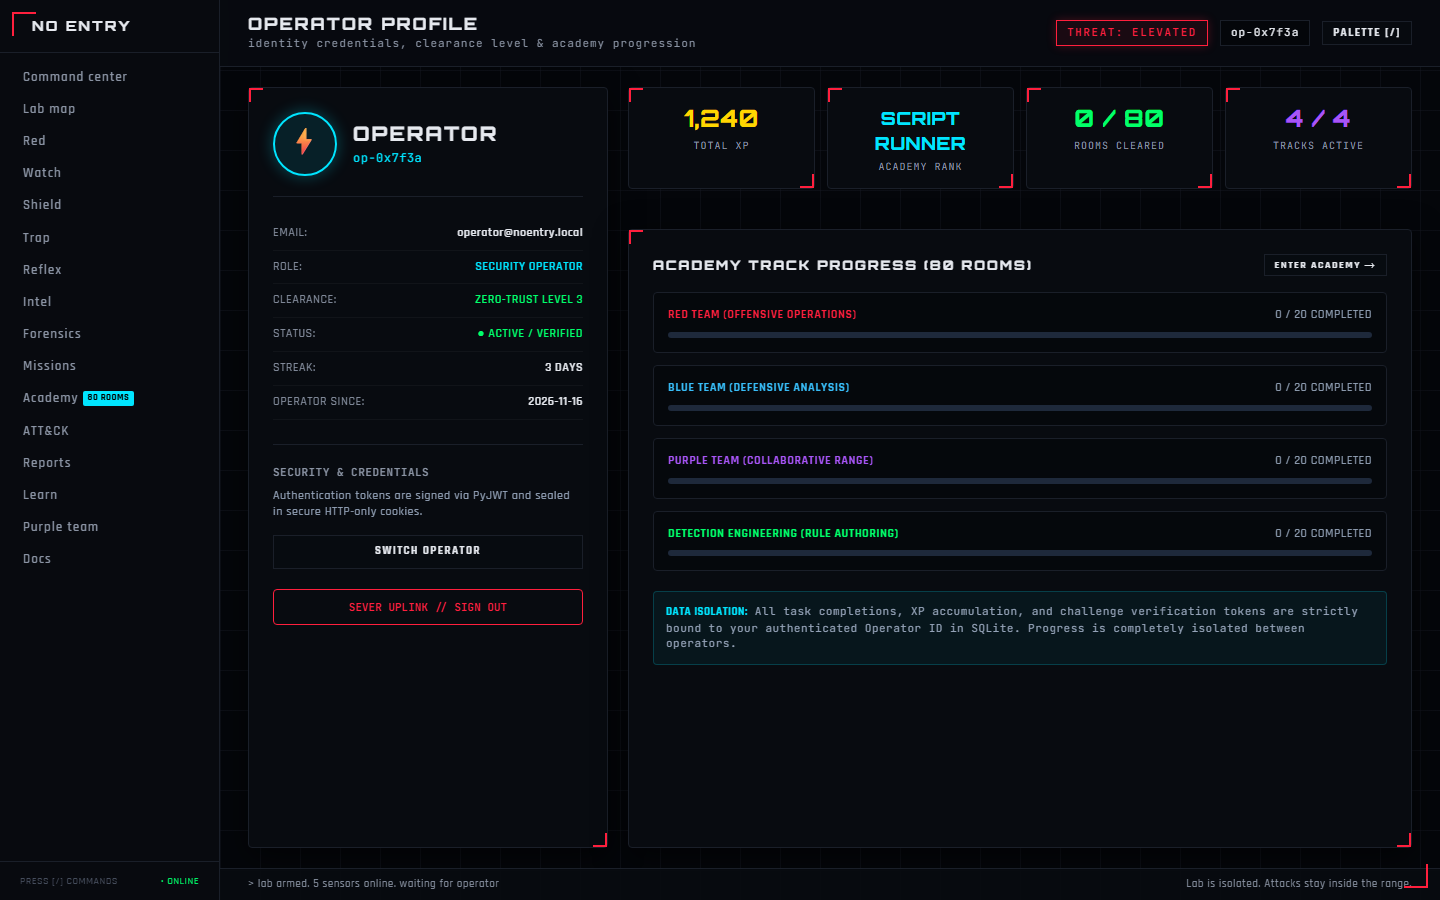 NO ENTRY
Command center
Lab map
Red
Watch
Shield
Trap
Reflex
Intel
Forensics
Missions
Academy 80 ROOMS
ATT&CK
Reports
Learn
Purple team
Docs
PRESS [/] COMMANDS
• ONLINE
OPERATOR PROFILE
identity credentials, clearance level & academy progression
THREAT: ELEVATED
op-0x7f3a
PALETTE [/]
OPERATOR
op-0x7f3a
EMAIL: operator@noentry.local
ROLE: SECURITY OPERATOR
CLEARANCE: ZERO-TRUST LEVEL 3
STATUS: ● ACTIVE / VERIFIED
STREAK: 3 DAYS
OPERATOR SINCE: 2026-11-16
SECURITY & CREDENTIALS
Authentication tokens are signed via PyJWT and sealed
in secure HTTP-only cookies.
SWITCH OPERATOR
SEVER UPLINK // SIGN OUT
1,240
TOTAL XP
SCRIPT
RUNNER
ACADEMY RANK
0 / 80
ROOMS CLEARED
4 / 4
TRACKS ACTIVE
ACADEMY TRACK PROGRESS (80 ROOMS)
ENTER ACADEMY →
RED TEAM (OFFENSIVE OPERATIONS) 0 / 20 COMPLETED
BLUE TEAM (DEFENSIVE ANALYSIS) 0 / 20 COMPLETED
PURPLE TEAM (COLLABORATIVE RANGE) 0 / 20 COMPLETED
DETECTION ENGINEERING (RULE AUTHORING) 0 / 20 COMPLETED
DATA ISOLATION: All task completions, XP accumulation, and challenge verification tokens are strictly
bound to your authenticated Operator ID in SQLite. Progress is completely isolated between
operators.
> lab armed. 5 sensors online. waiting for operator
Lab is isolated. Attacks stay inside the range.